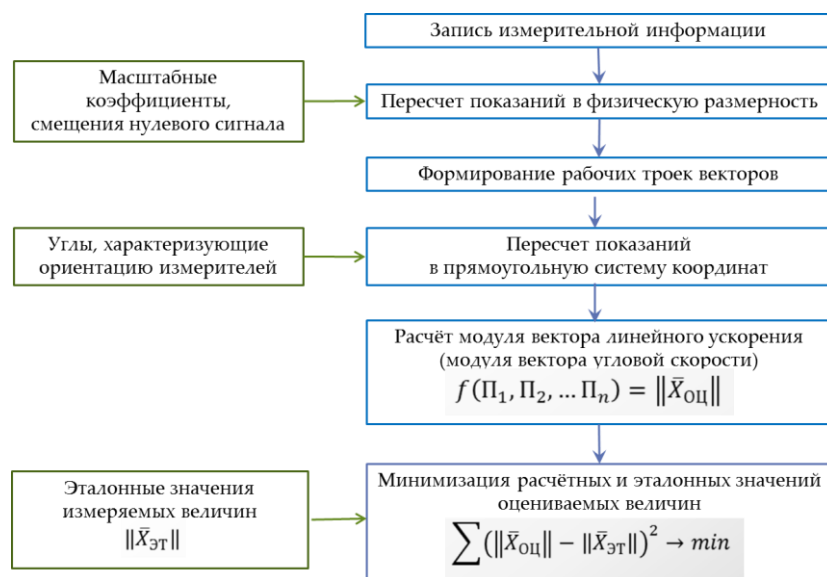 Запись измерительной информации
Масштабные
коэффициенты,
смещения нулевого сигнала
Пересчет показаний в физическую размерность
Формирование рабочих троек векторов
Углы, характеризующие
ориентацию измерителей
Пересчет показаний
в прямоугольную систему координат
Расчёт модуля вектора линейного ускорения
(модуля вектора угловой скорости)
f(П₁, П₂, … Пₙ) = ‖X̄ОЦ‖
Эталонные значения
измеряемых величин
‖X̄ЭТ‖
Минимизация расчётных и эталонных значений
оцениваемых величин
∑(‖X̄ОЦ‖ − ‖X̄ЭТ‖)² → min